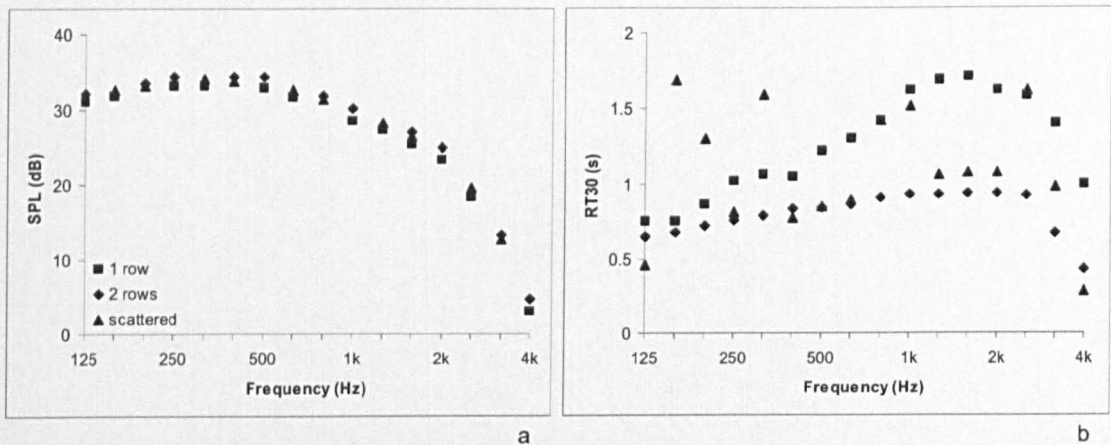 40
30
20
10
0
SPL (dB)
1 row
2 rows
scattered
125 250 500 1k 2k 4k
Frequency (Hz)
a
2
1.5
1
0.5
0
RT30 (s)
125 250 500 1k 2k 4k
Frequency (Hz)
b